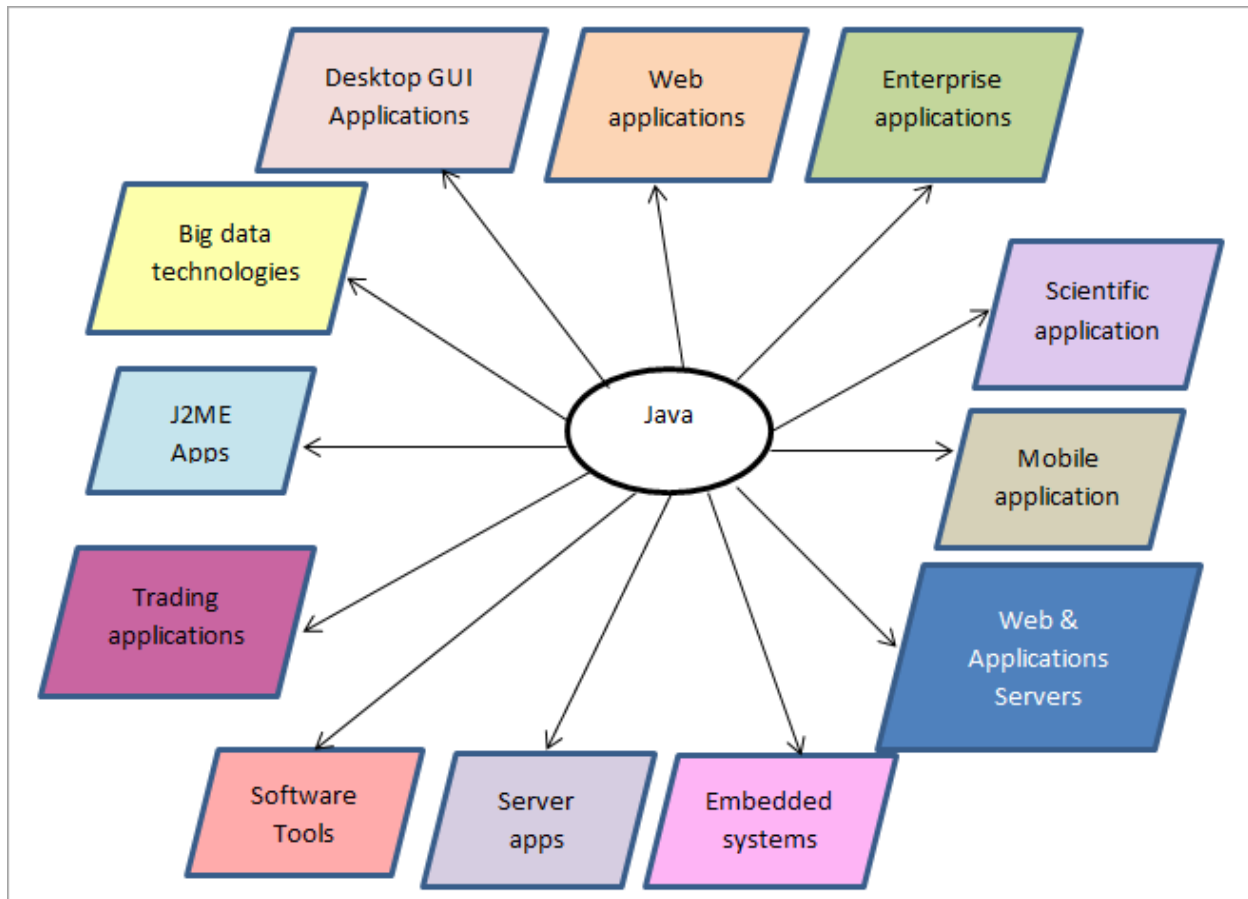 Desktop GUI
Applications
Web
applications
Enterprise
applications
Big data
technologies
Scientific
application
J2ME
Apps
Java
Mobile
application
Trading
applications
Web &
Applications
Servers
Software
Tools
Server
apps
Embedded
systems